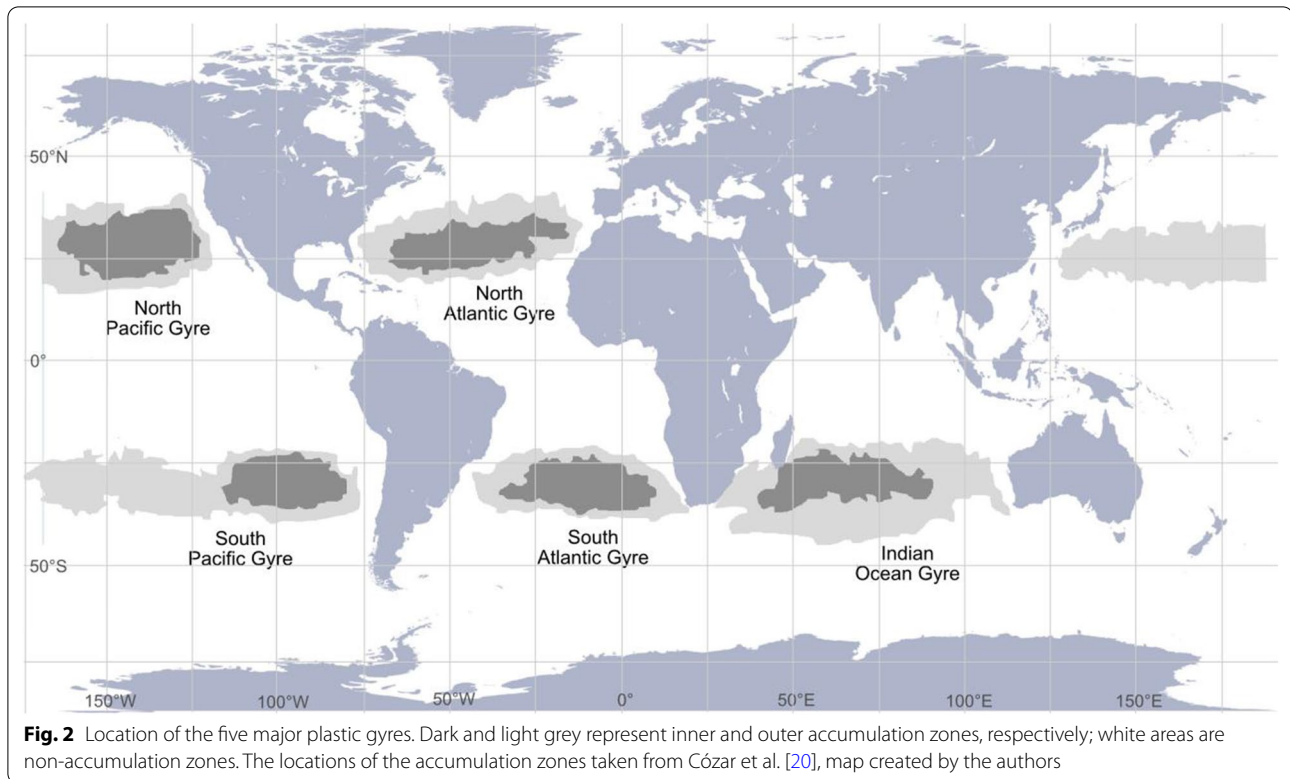 50°N
North
Pacific Gyre
North
Atlantic Gyre
0°
South
Pacific Gyre
South
Atlantic Gyre
Indian
Ocean Gyre
50°S
150°W 100°W 50°W 0° 50°E 100°E 150°E
Fig. 2 Location of the five major plastic gyres. Dark and light grey represent inner and outer accumulation zones, respectively; white areas are
non-accumulation zones. The locations of the accumulation zones taken from Cózar et al. [20], map created by the authors